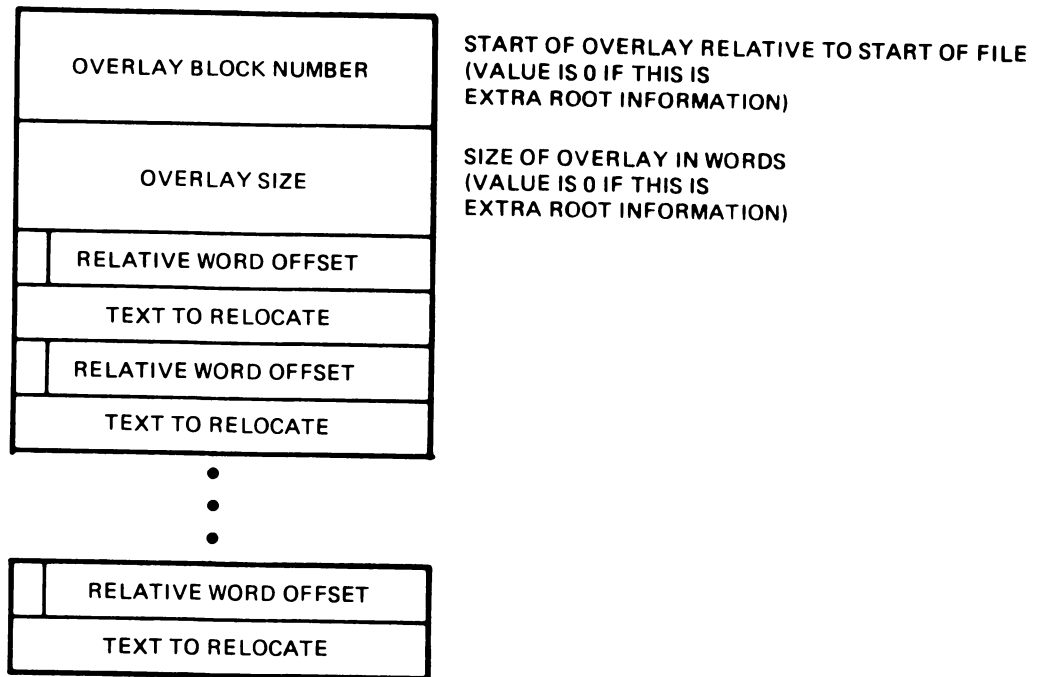 OVERLAY BLOCK NUMBER
START OF OVERLAY RELATIVE TO START OF FILE
(VALUE IS 0 IF THIS IS
EXTRA ROOT INFORMATION)
OVERLAY SIZE
SIZE OF OVERLAY IN WORDS
(VALUE IS 0 IF THIS IS
EXTRA ROOT INFORMATION)
RELATIVE WORD OFFSET
TEXT TO RELOCATE
RELATIVE WORD OFFSET
TEXT TO RELOCATE
RELATIVE WORD OFFSET
TEXT TO RELOCATE